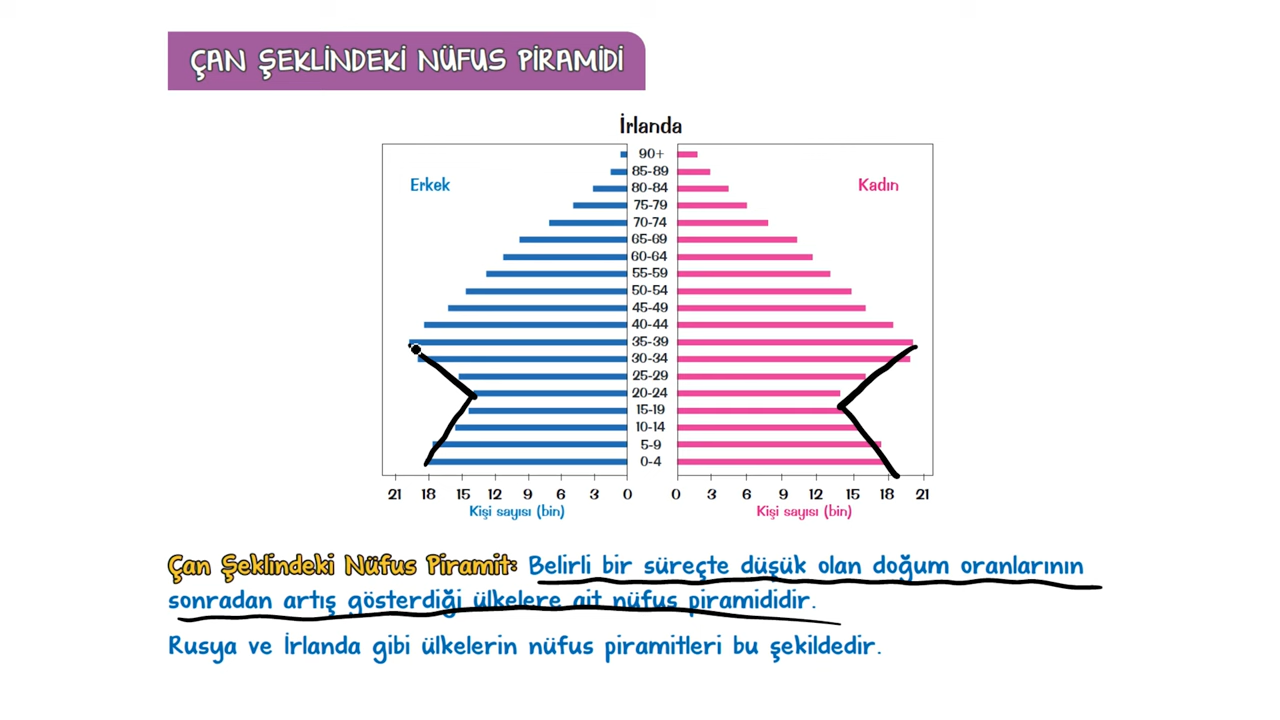 ÇAN ŞEKLİNDEKİ NÜFUS PİRAMİDİ
İrlanda
Erkek
Kadın
90+
85-89
80-84
75-79
70-74
65-69
60-64
55-59
50-54
45-49
40-44
35-39
30-34
25-29
20-24
15-19
10-14
5-9
0-4
21 18 15 12 9 6 3 0
0 3 6 9 12 15 18 21
Kişi sayısı (bin)
Kişi sayısı (bin)
Çan Şeklindeki Nüfus Piramit: Belirli bir süreçte düşük olan doğum oranlarının
sonradan artış gösterdiği ülkelere ait nüfus piramididir.
Rusya ve İrlanda gibi ülkelerin nüfus piramitleri bu şekildedir.